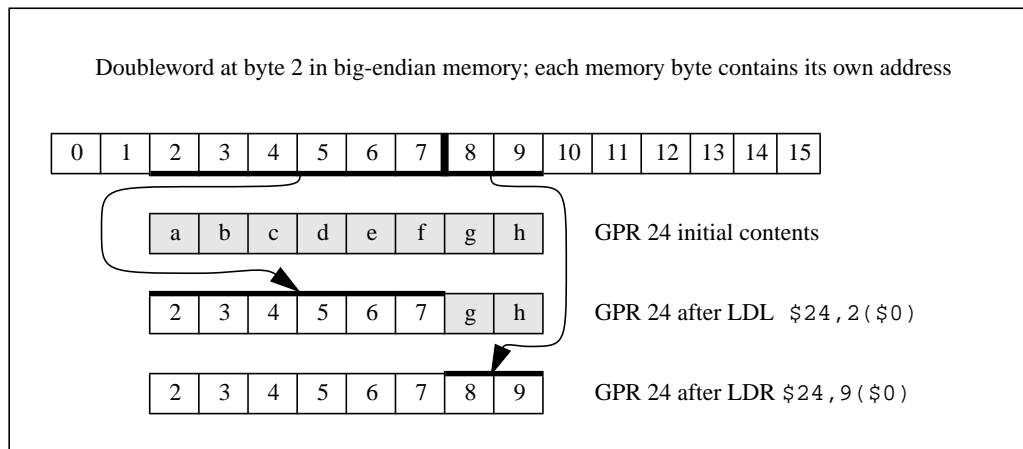 Doubleword at byte 2 in big-endian memory; each memory byte contains its own address
0 1 2 3 4 5 6 7 8 9 10 11 12 13 14 15
a b c d e f g h GPR 24 initial contents
2 3 4 5 6 7 g h GPR 24 after LDL $24,2($0)
2 3 4 5 6 7 8 9 GPR 24 after LDR $24,9($0)